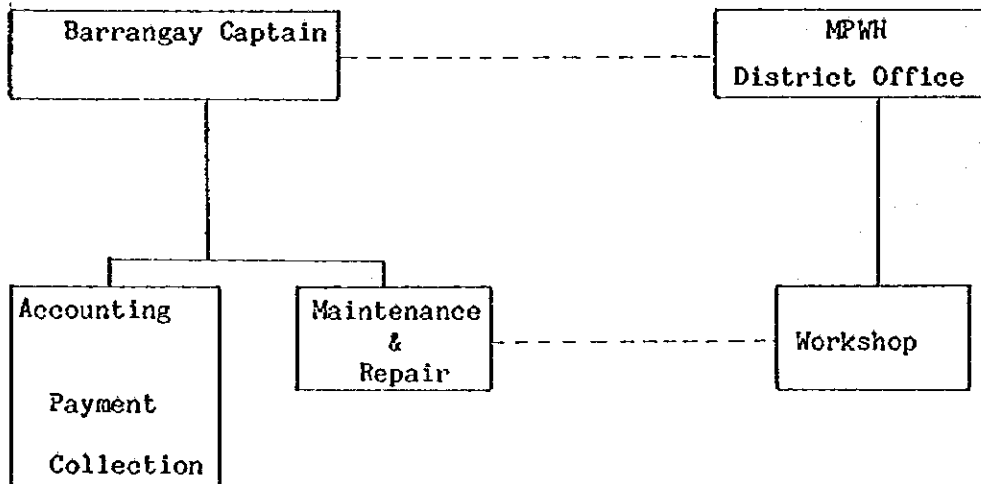 Barrangay Captain
MPWH
District Office
Accounting
Payment
Collection
Maintenance
&
Repair
Workshop